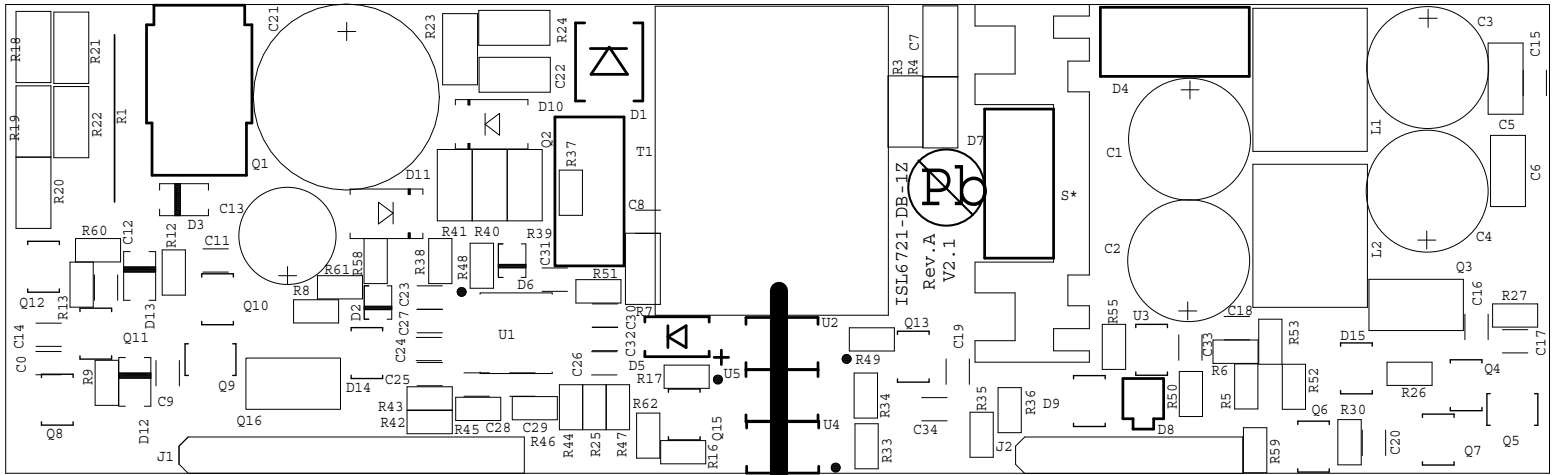 R18
R21
C21
R23
R24
C22
R3
R4
C7
D4
C3
C15
R19
R22
R1
D10
D1
Q2
R37
T1
D7
C1
L1
C5
C6
Q1
D11
R20
C13
D3
C8
Pb
S*
ISL6721-DB-1Z
Rev.A
V2.1
R60
C12
R12
C11
R58
R38
R41
R40
R39
R48
C31
D6
R51
C2
L2
C4
Q3
Q12
R13
D13
Q10
R61
R8
D2
C23
C27
C24
U1
C30
C32
R7
U2
Q13
C19
R55
U3
C18
R53
C33
D15
C16
R27
C17
C14
C0
Q11
R9
C9
Q9
D14
C25
C26
D5
+
R17
U5
R49
R6
R5
R52
R26
Q4
Q8
D12
Q16
R43
R42
R45
C28
C29
R46
R44
R25
R47
R62
R16
Q15
U4
R34
R33
C34
R35
R36
D9
R50
D8
Q6
R30
C20
Q7
Q5
J1
J2
R59